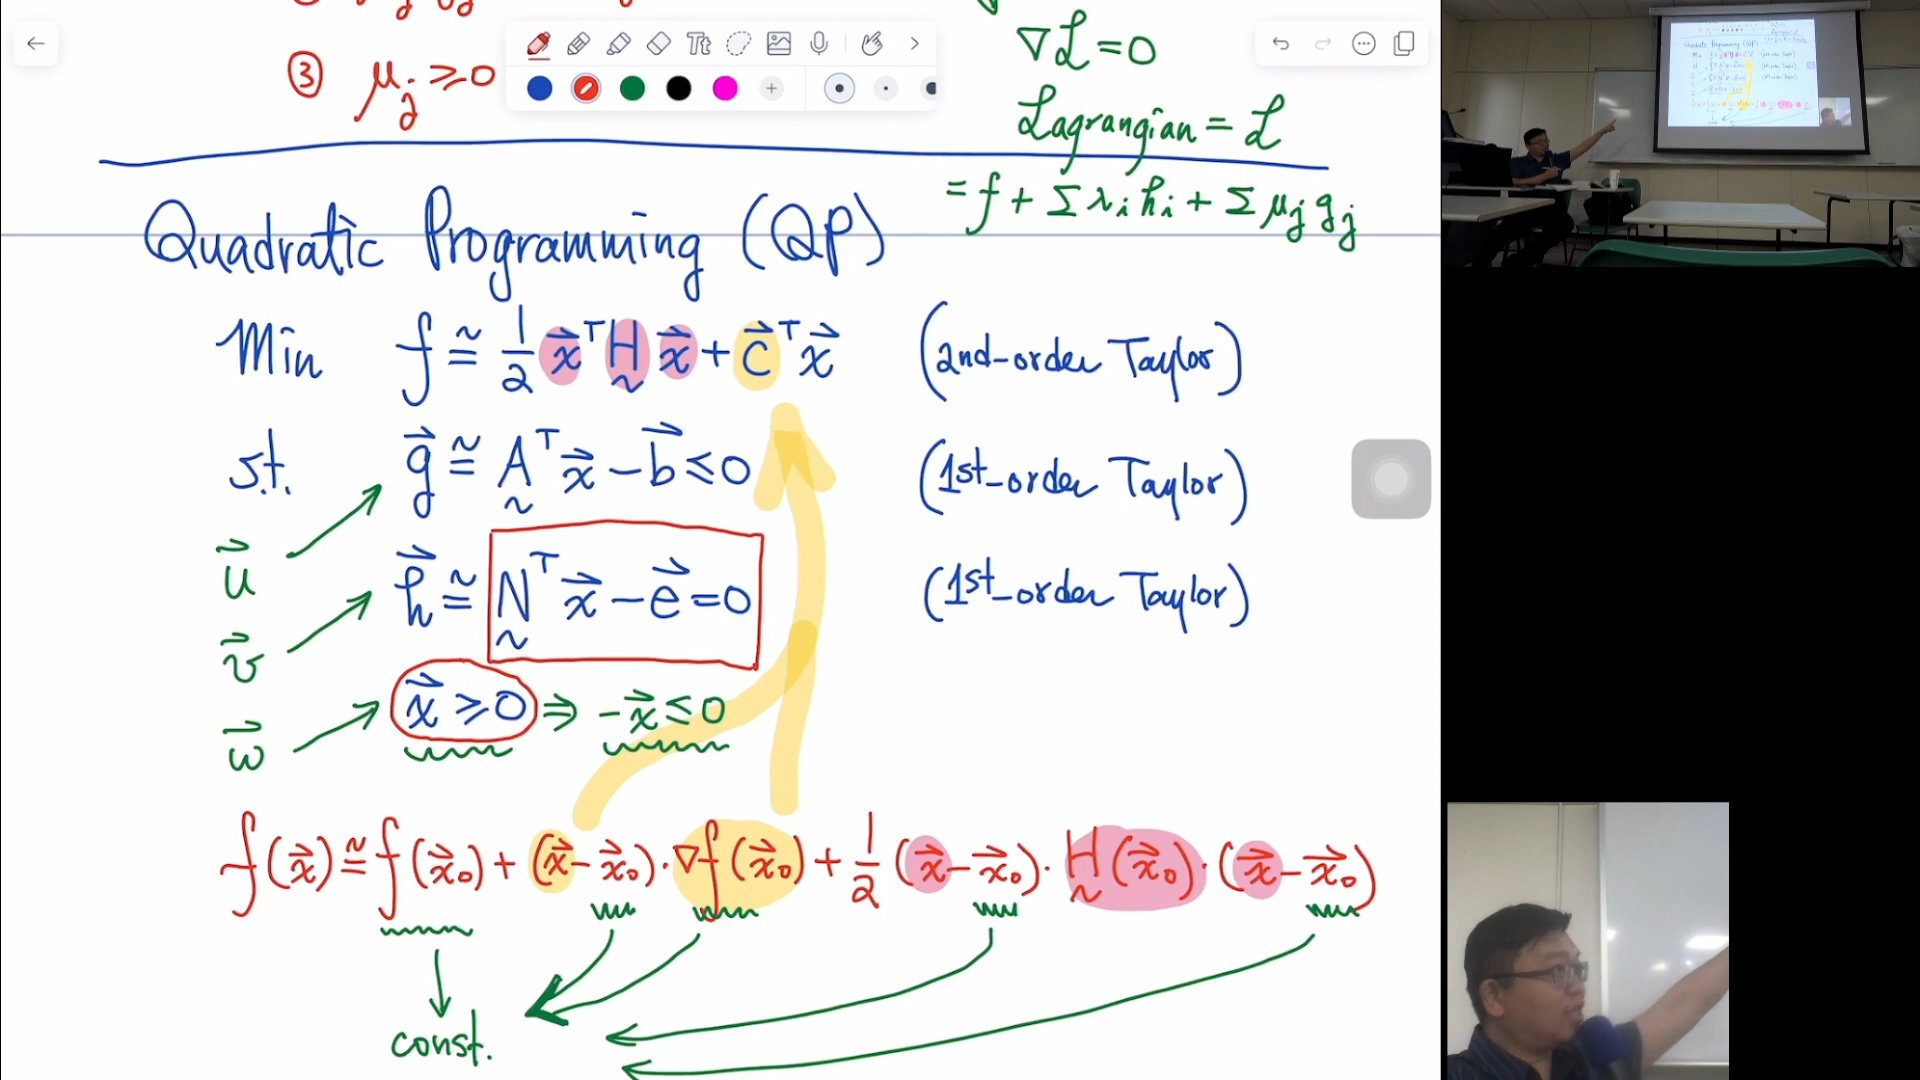 ③ μj ≥ 0
∇ℒ = 0
Lagrangian = ℒ
= f + Σ λi hi + Σ μj gj
Quadratic Programming (QP)
Min f ≅ 1/2 x⃗ᵀ H x⃗ + c⃗ᵀ x⃗ (2nd-order Taylor)
s.t. g⃗ ≅ Aᵀ x⃗ − b⃗ ≤ 0 (1st-order Taylor)
u⃗
h⃗ ≅ Nᵀ x⃗ − e⃗ = 0 (1st-order Taylor)
v⃗
x⃗ ≥ 0 ⇒ −x⃗ ≤ 0
w⃗
f(x⃗) ≅ f(x⃗₀) + (x⃗ − x⃗₀)·∇f(x⃗₀) + 1/2 (x⃗ − x⃗₀)·H(x⃗₀)·(x⃗ − x⃗₀)
const.